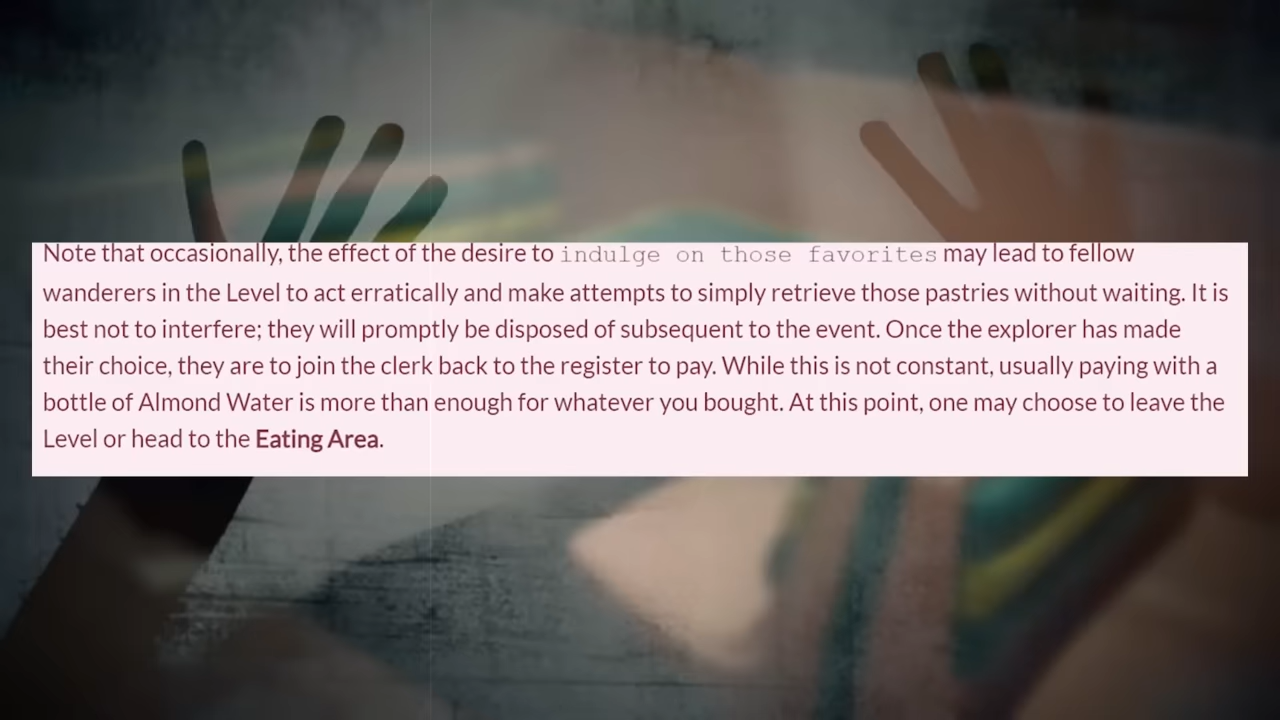 Note that occasionally, the effect of the desire to indulge on those favorites may lead to fellow
wanderers in the Level to act erratically and make attempts to simply retrieve those pastries without waiting. It is
best not to interfere; they will promptly be disposed of subsequent to the event. Once the explorer has made
their choice, they are to join the clerk back to the register to pay. While this is not constant, usually paying with a
bottle of Almond Water is more than enough for whatever you bought. At this point, one may choose to leave the
Level or head to the Eating Area.